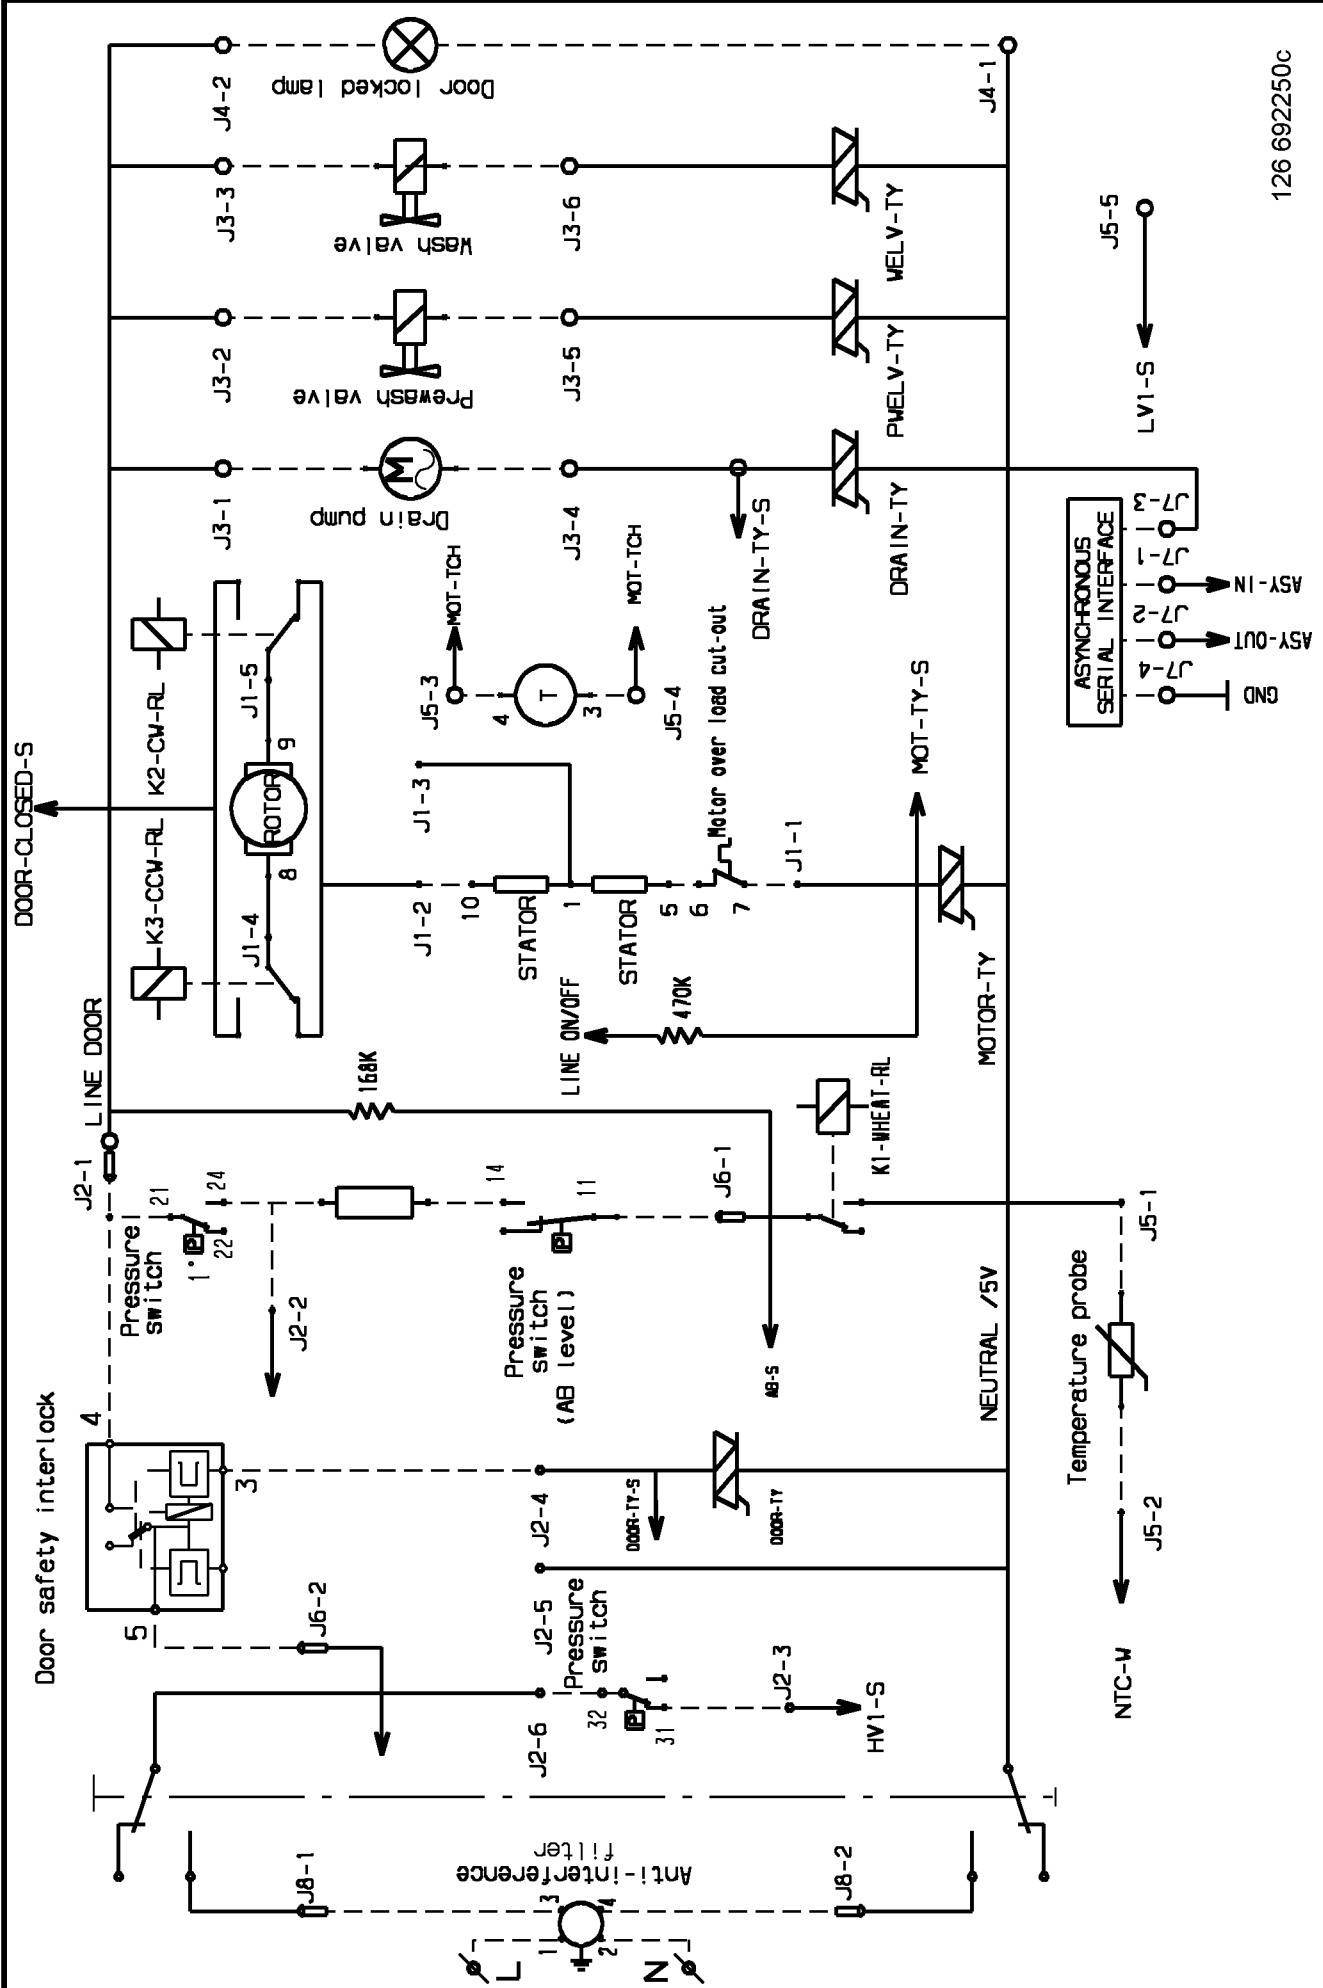 DOOR-CLOSED-S
LINE DOOR
K3-CCW-RL
K2-CW-RL
J1-4
8
ROTOR
9
J1-5
J4-2
Door locked lamp
J4-1
J3-3
Wash valve
J3-6
WELV-TY
J3-2
Prewash valve
J3-5
PWELV-TY
J3-1
Drain pump
M
J3-4
DRAIN-TY-S
DRAIN-TY
MOT-TCH
MOT-TCH
J5-3
4
T
3
J5-4
J1-3
J1-2
10
STATOR
1
STATOR
5
6
7
Motor over load cut-out
J1-1
MOT-TY-S
MOTOR-TY
LINE ON/OFF
470K
168K
AB-S
K1-WHEAT-RL
J2-1
Pressure
switch
1°
P
21
22
24
J2-2
14
11
Pressure
switch
(AB level)
P
J6-1
J5-1
Temperature probe
J5-2
NTC-W
NEUTRAL /5V
Door safety interlock
4
3
5
J6-2
J2-4
DOOR-TY-S
DOOR-TY
J2-5
J2-6
Pressure
switch
P
32
31
J2-3
HV1-S
J8-1
Anti-interference
filter
J8-2
1
3
2
4
L
N
ASYNCHRONOUS
SERIAL INTERFACE
J7-4
J7-2
J7-1
J7-3
GND
ASY-OUT
ASY-IN
LV1-S
J5-5
126 692250c